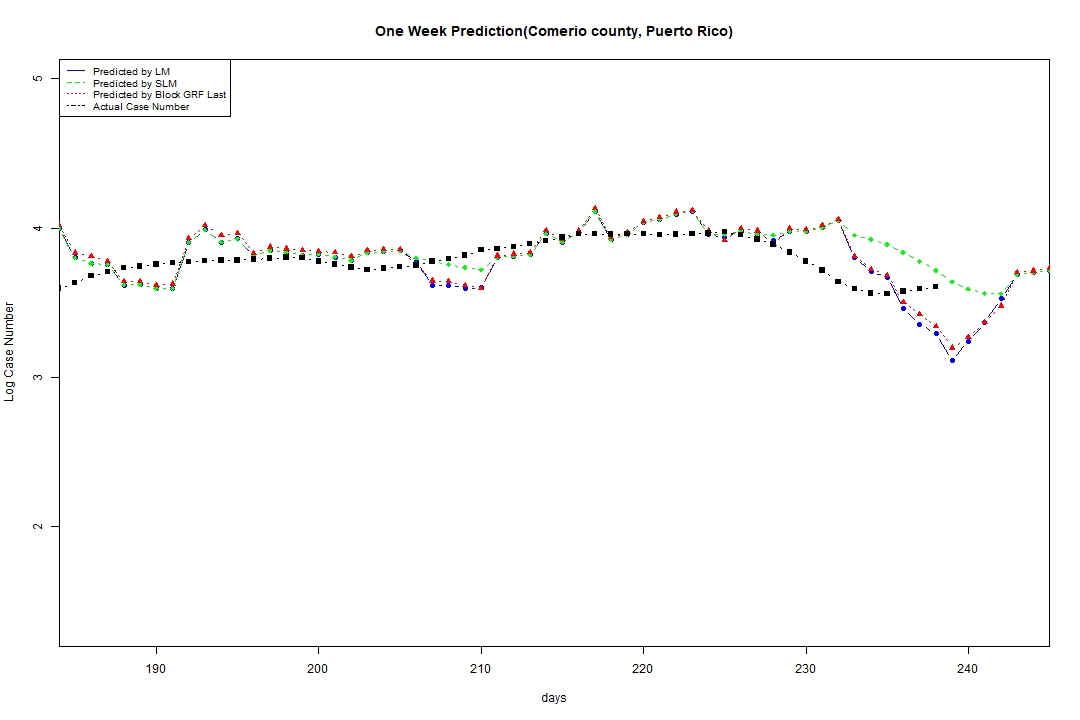 One Week Prediction(Comerio county, Puerto Rico)
Predicted by LM
Predicted by SLM
Predicted by Block GRF Last
Actual Case Number
5
4
3
2
Log Case Number
190 200 210 220 230 240
days